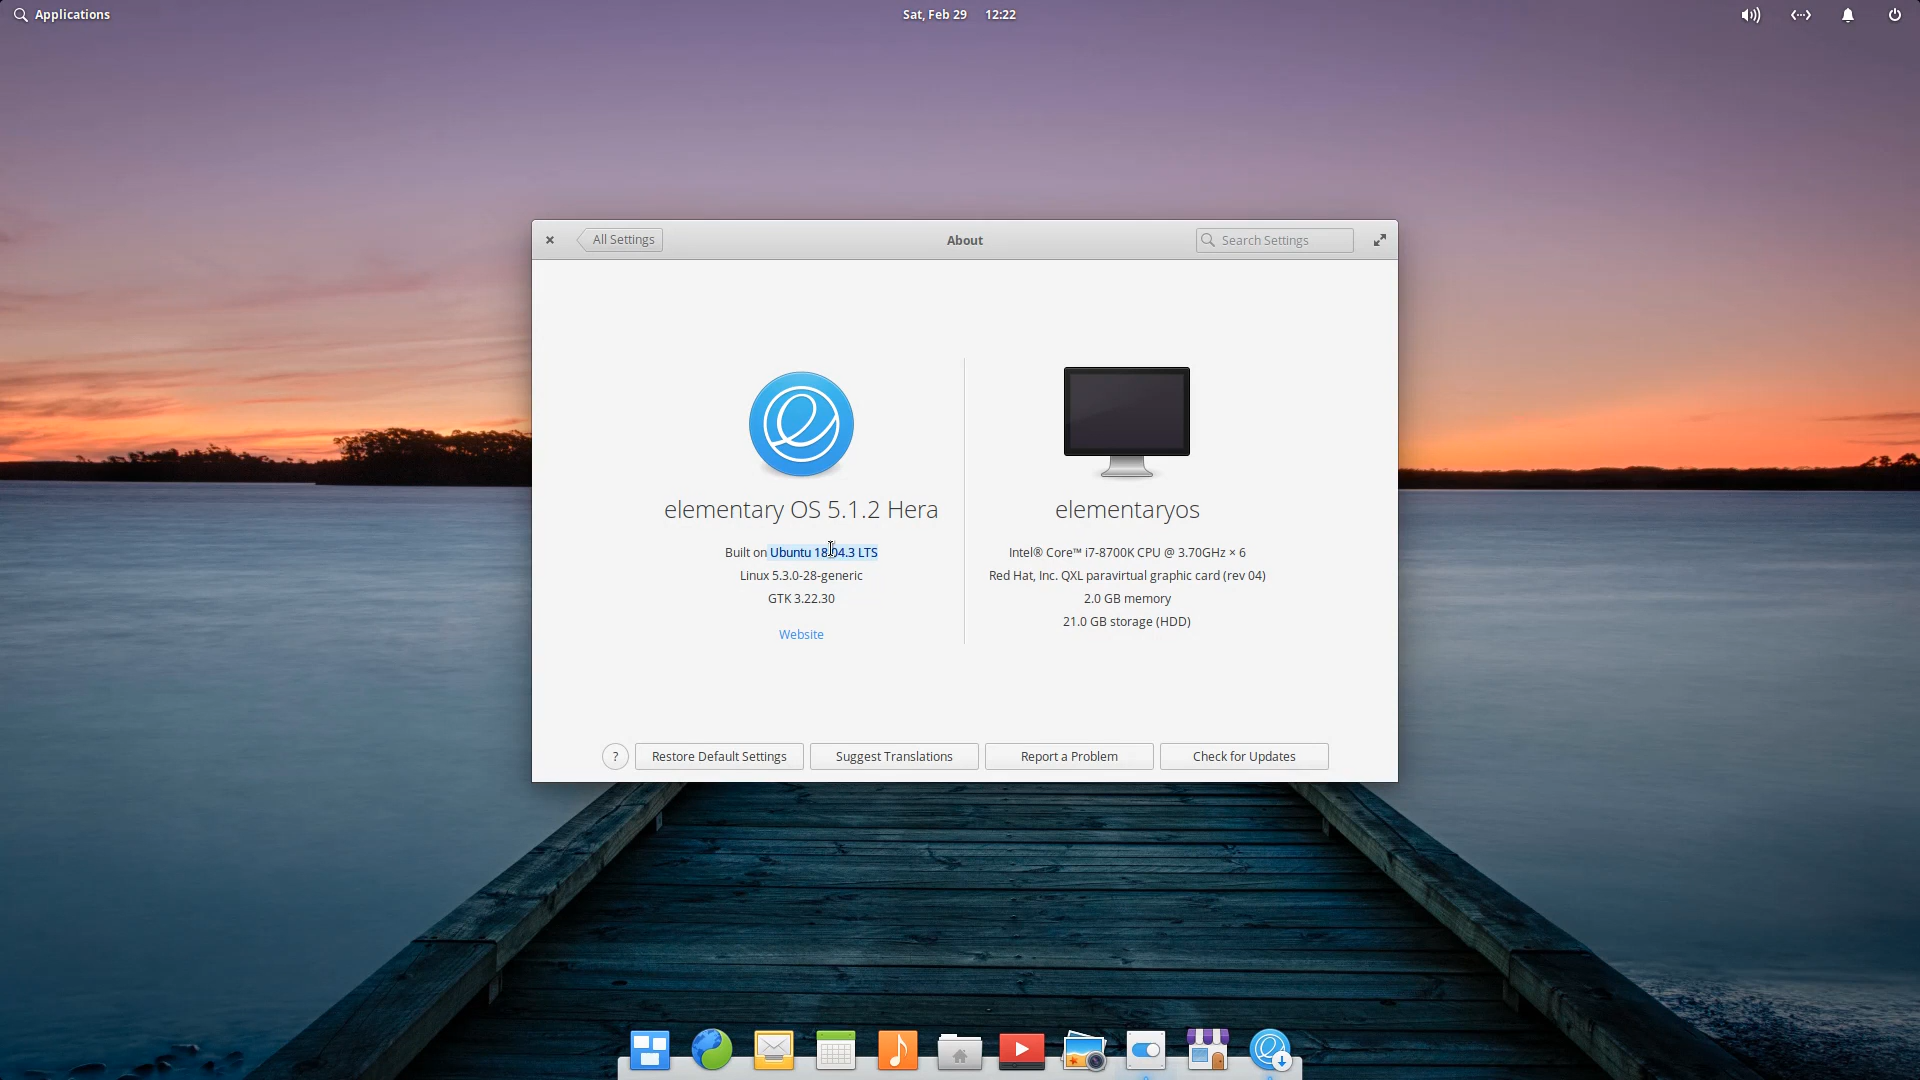 Applications
Sat, Feb 29 12:22
All Settings
About
Search Settings
elementary OS 5.1.2 Hera
Built on Ubuntu 18.04.3 LTS
Linux 5.3.0-28-generic
GTK 3.22.30
Website
elementaryos
Intel® Core™ i7-8700K CPU @ 3.70GHz × 6
Red Hat, Inc. QXL paravirtual graphic card (rev 04)
2.0 GB memory
21.0 GB storage (HDD)
?
Restore Default Settings
Suggest Translations
Report a Problem
Check for Updates